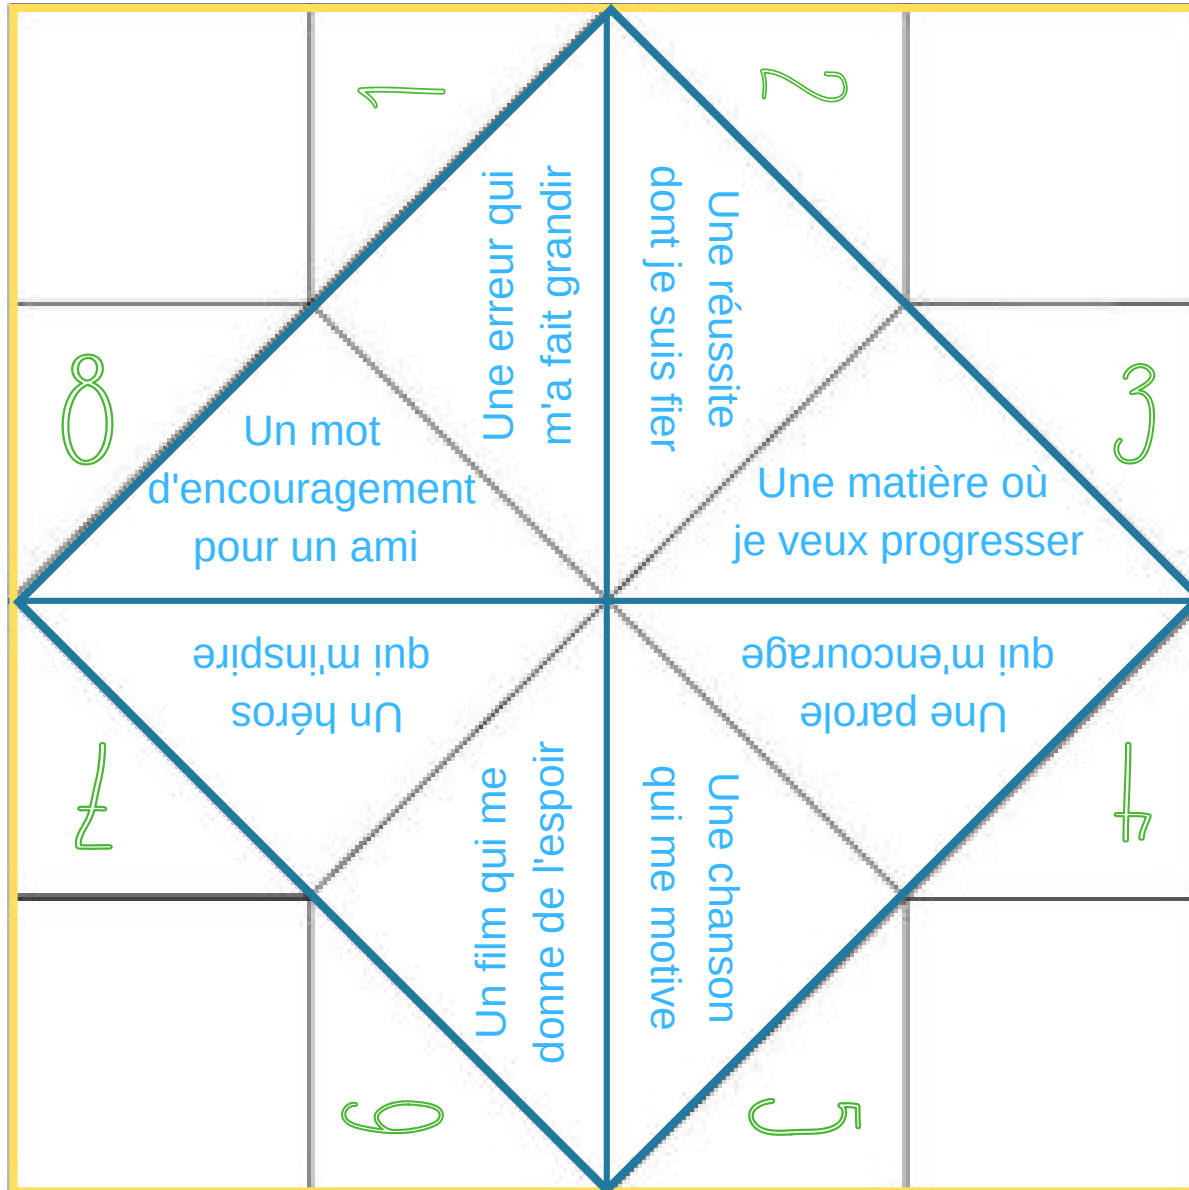 1
Une erreur qui
m'a fait grandir
2
Une réussite
dont je suis fier
3
Une matière où
je veux progresser
4
Une parole
qui m'encourage
5
Une chanson
qui me motive
6
Un film qui me
donne de l'espoir
7
Un héros
qui m'inspire
8
Un mot
d'encouragement
pour un ami